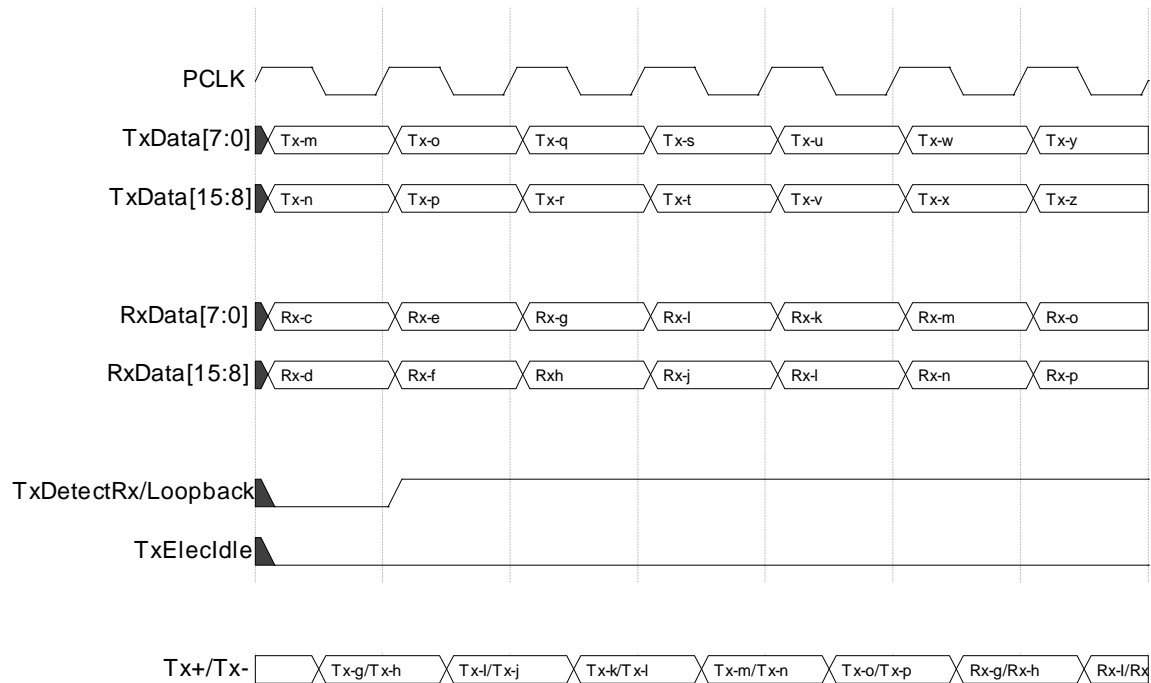 PCLK
TxData[7:0] Tx-m Tx-o Tx-q Tx-s Tx-u Tx-w Tx-y
TxData[15:8] Tx-n Tx-p Tx-r Tx-t Tx-v Tx-x Tx-z
RxData[7:0] Rx-c Rx-e Rx-g Rx-I Rx-k Rx-m Rx-o
RxData[15:8] Rx-d Rx-f Rxh Rx-j Rx-l Rx-n Rx-p
TxDetectRx/Loopback
TxElecIdle
Tx+/Tx- Tx-g/Tx-h Tx-I/Tx-j Tx-k/Tx-l Tx-m/Tx-n Tx-o/Tx-p Rx-g/Rx-h Rx-I/Rx